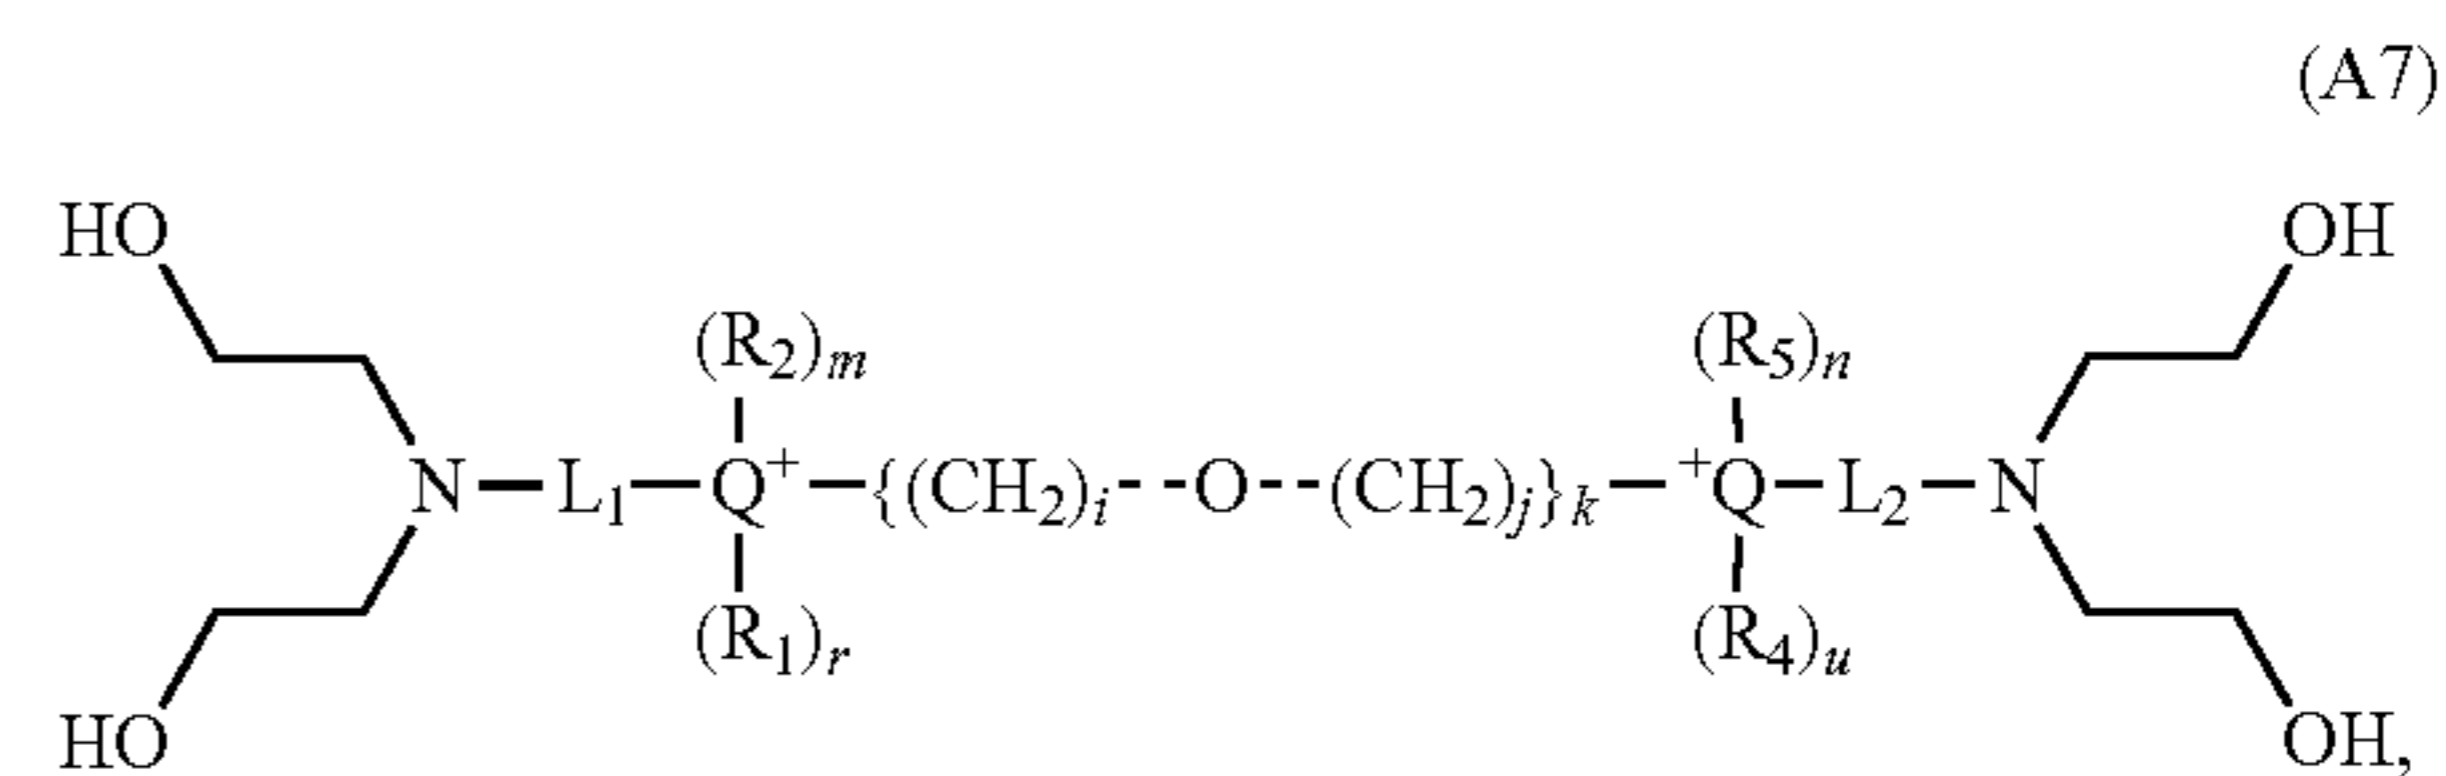 (A7)
HO OH
(R2)m (R5)n
N—L1—Q+—{(CH2)i---O---(CH2)j}k—+Q—L2—N
(R1)r (R4)u
HO OH,